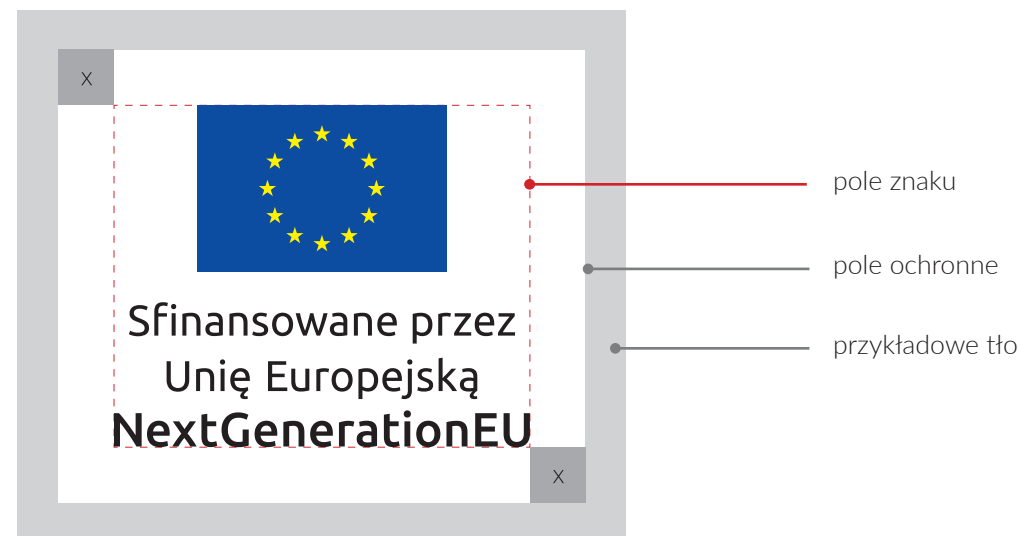 X
Sfinansowane przez
Unię Europejską
NextGenerationEU
X
pole znaku
pole ochronne
przykładowe tło